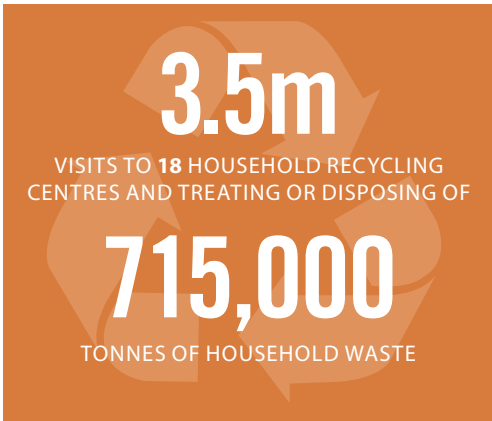 3.5m
VISITS TO 18 HOUSEHOLD RECYCLING
CENTRES AND TREATING OR DISPOSING OF
715,000
TONNES OF HOUSEHOLD WASTE